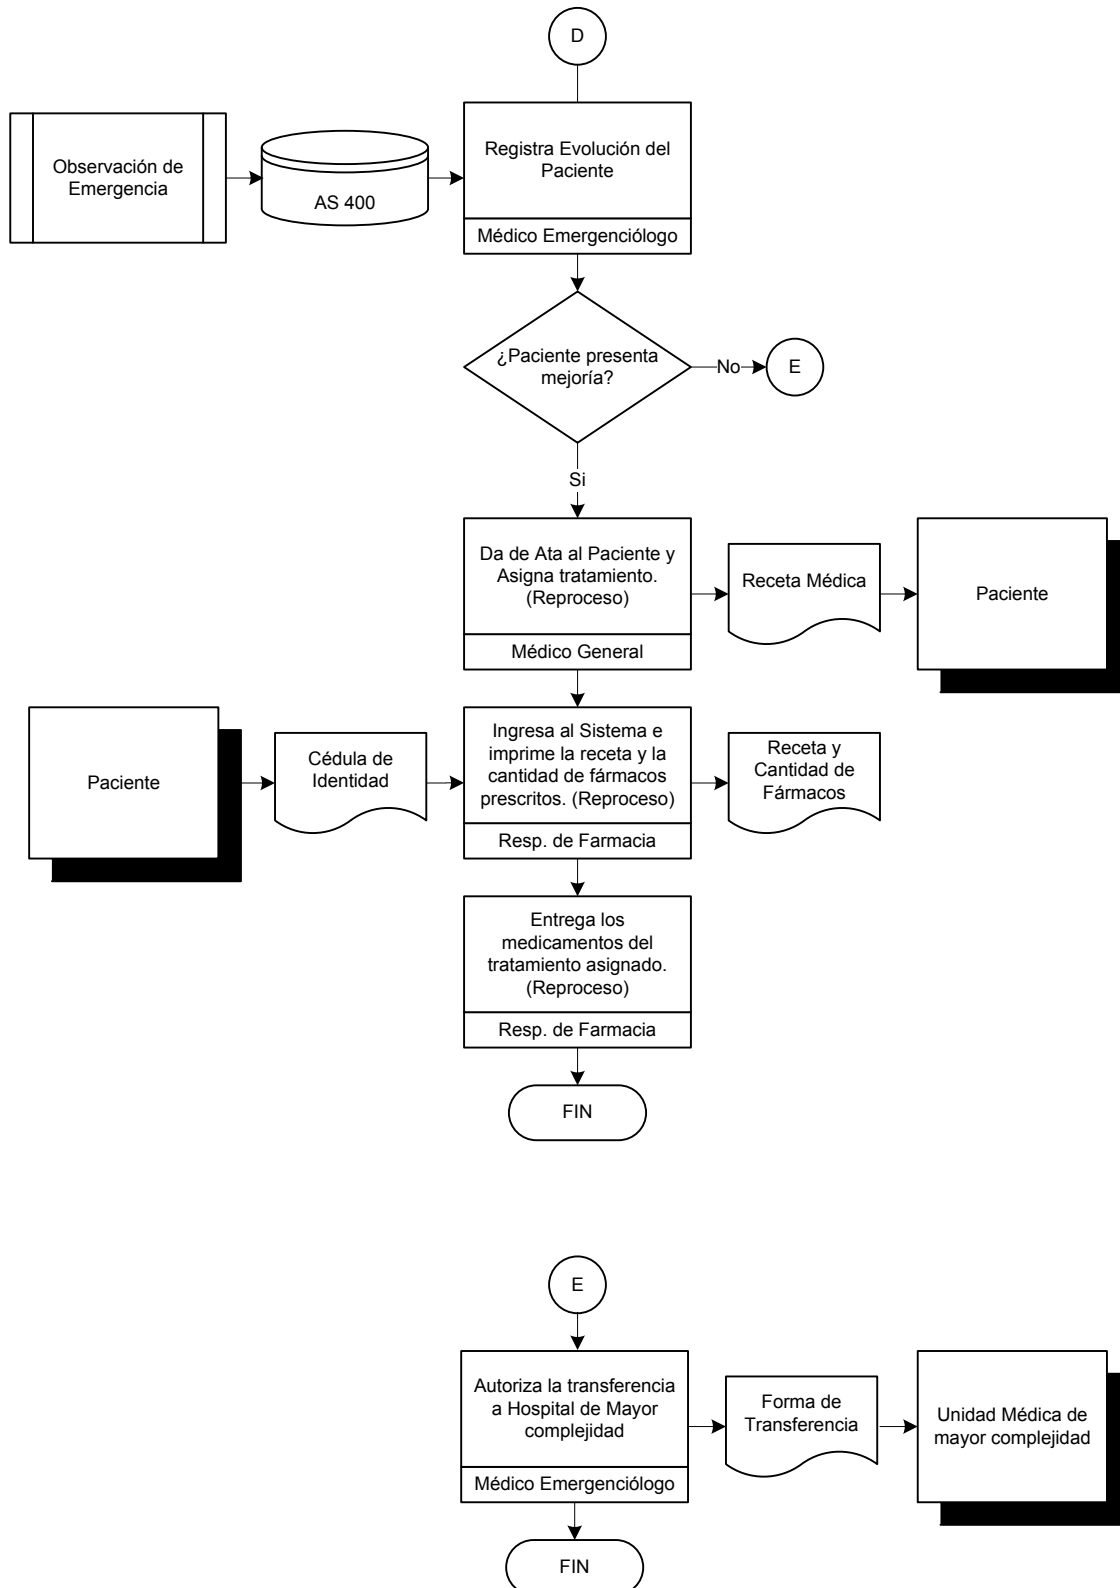 D
Observación de
Emergencia
AS 400
Registra Evolución del
Paciente
Médico Emergenciólogo
¿Paciente presenta
mejoría?
No
E
Si
Da de Ata al Paciente y
Asigna tratamiento.
(Reproceso)
Médico General
Receta Médica
Paciente
Paciente
Cédula de
Identidad
Ingresa al Sistema e
imprime la receta y la
cantidad de fármacos
prescritos. (Reproceso)
Resp. de Farmacia
Receta y
Cantidad de
Fármacos
Entrega los
medicamentos del
tratamiento asignado.
(Reproceso)
Resp. de Farmacia
FIN
E
Autoriza la transferencia
a Hospital de Mayor
complejidad
Médico Emergenciólogo
Forma de
Transferencia
Unidad Médica de
mayor complejidad
FIN